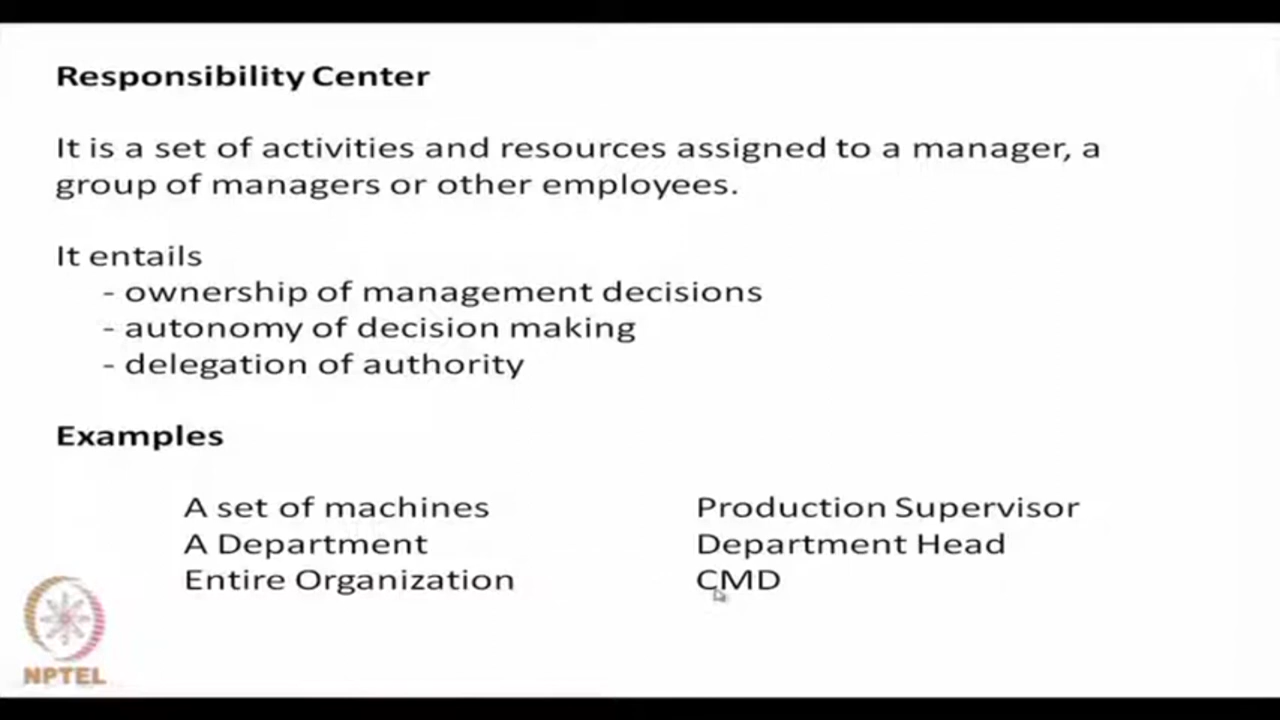 Responsibility Center
It is a set of activities and resources assigned to a manager, a
group of managers or other employees.
It entails
- ownership of management decisions
- autonomy of decision making
- delegation of authority
Examples
A set of machines Production Supervisor
A Department Department Head
Entire Organization CMD
NPTEL